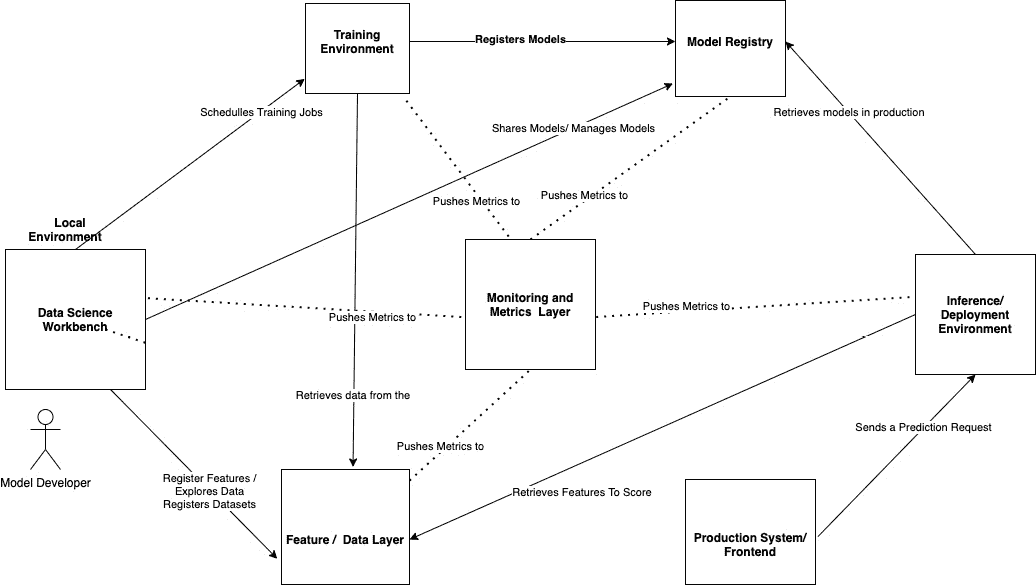 Training
Environment
Registers Models
Model Registry
Schedulles Training Jobs
Shares Models/ Manages Models
Retrieves models in production
Pushes Metrics to
Pushes Metrics to
Local
Environment
Data Science
Workbench
Pushes Metrics to
Monitoring and
Metrics Layer
Pushes Metrics to
Inference/
Deployment
Environment
Retrieves data from the
Pushes Metrics to
Sends a Prediction Request
Model Developer
Register Features /
Explores Data
Registers Datasets
Retrieves Features To Score
Feature / Data Layer
Production System/
Frontend